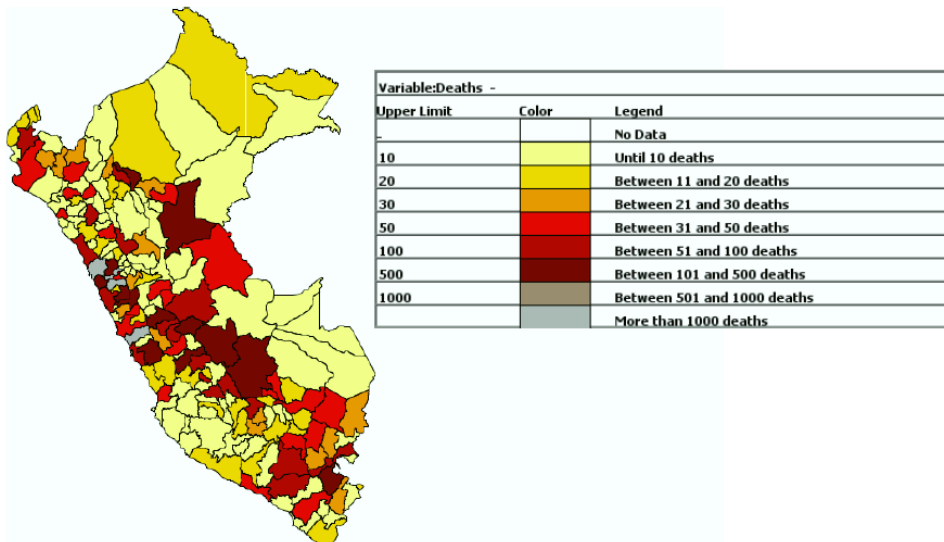 Variable:Deaths -
Upper Limit Color Legend
- No Data
10 Until 10 deaths
20 Between 11 and 20 deaths
30 Between 21 and 30 deaths
50 Between 31 and 50 deaths
100 Between 51 and 100 deaths
500 Between 101 and 500 deaths
1000 Between 501 and 1000 deaths
More than 1000 deaths